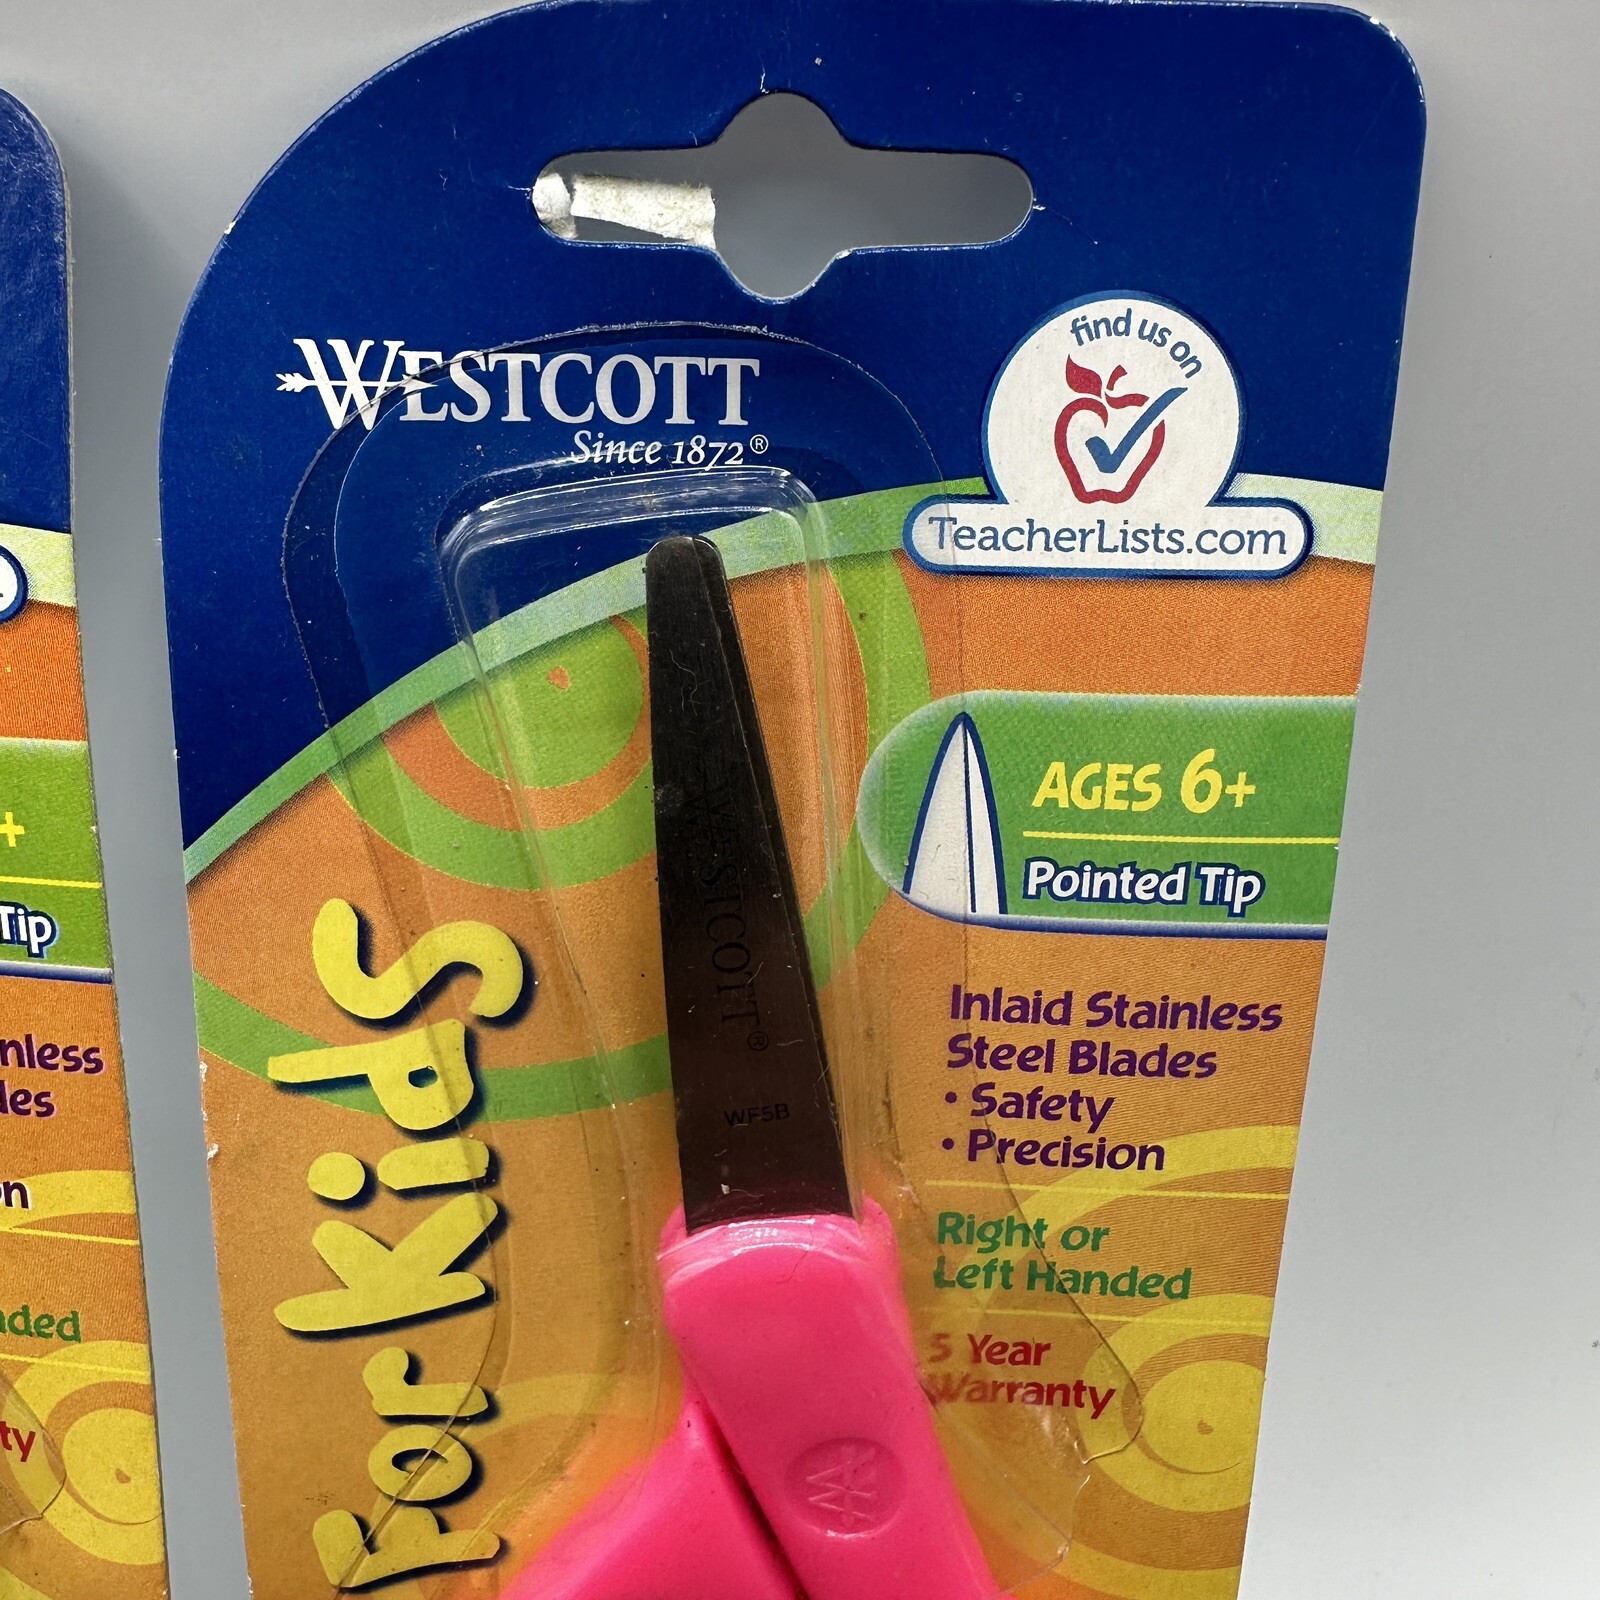 WESTCOTT
Since 1872®
find us on
TeacherLists.com
AGES 6+
Pointed Tip
Inlaid Stainless
Steel Blades
• Safety
• Precision
Right or
Left Handed
5 Year
Warranty
For Kids
WESTCOTT®
WF5B
+
Tip
nless
des
on
nded
ty